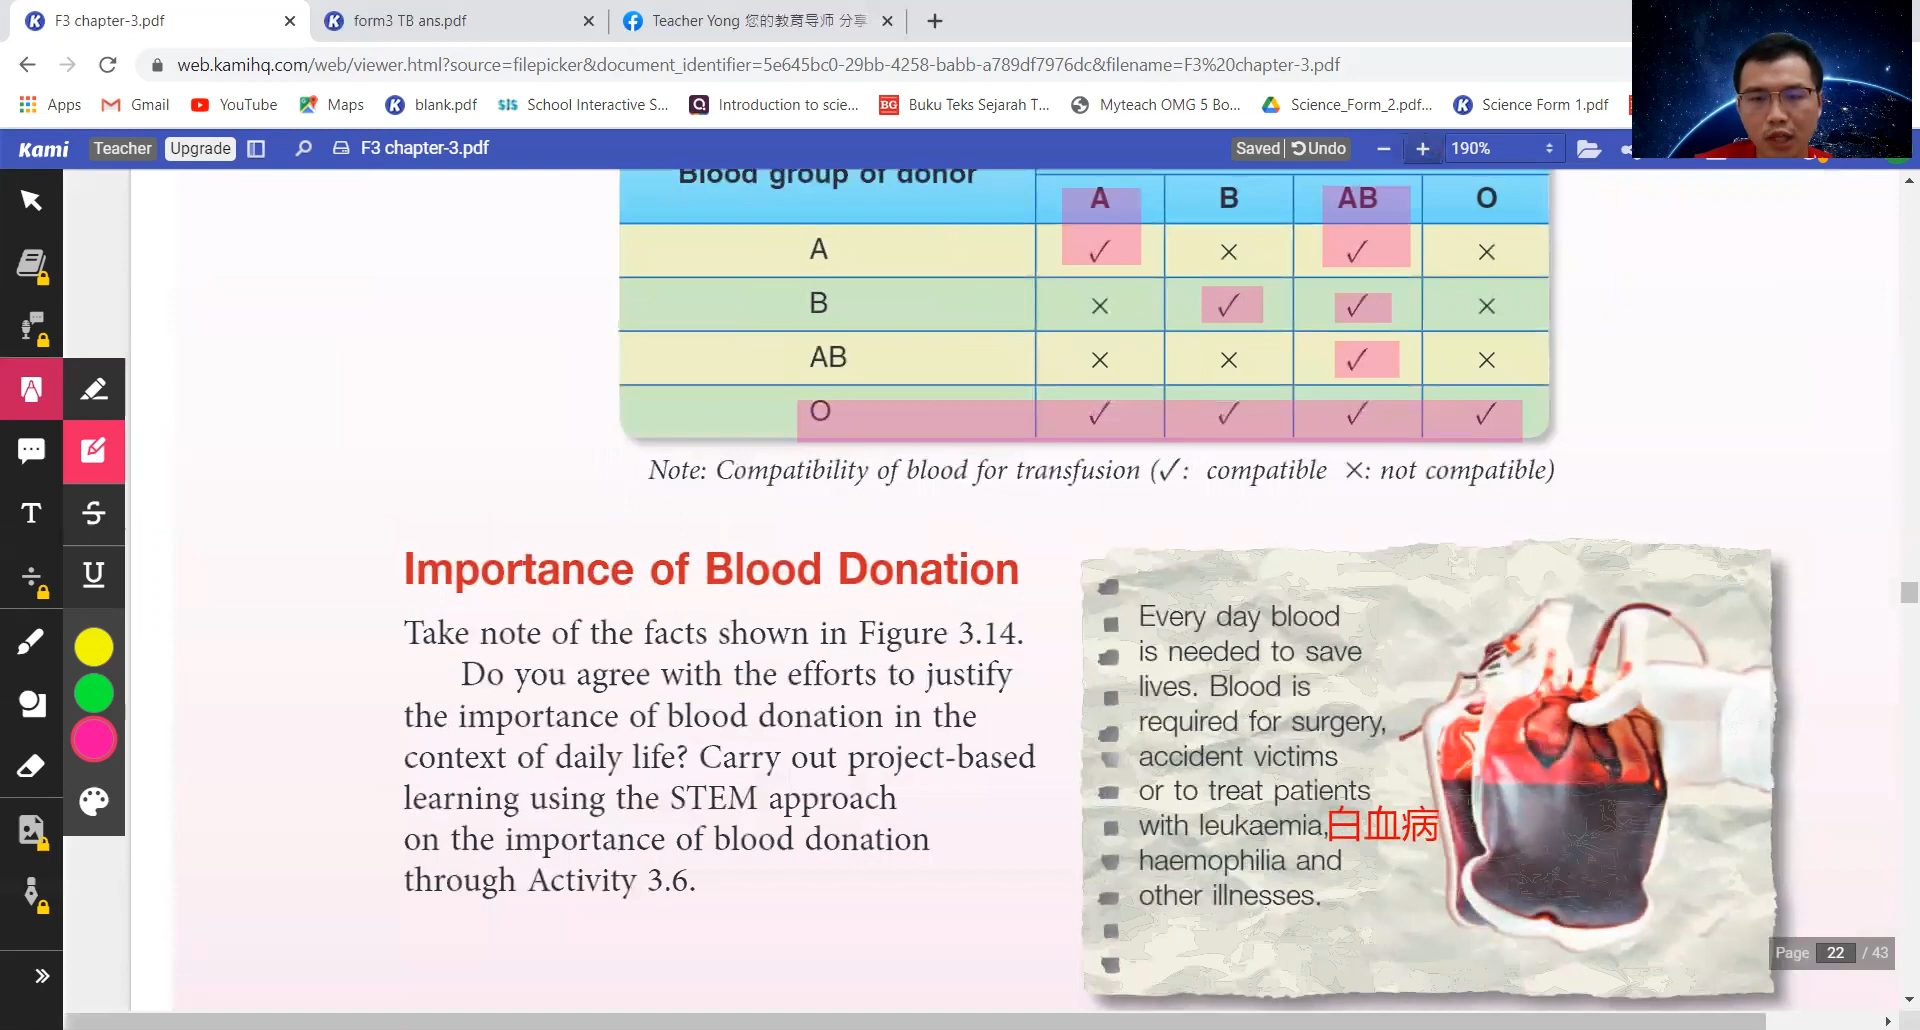 F3 chapter-3.pdf
form3 TB ans.pdf
Teacher Yong 您的教育导师 分享
web.kamihq.com/web/viewer.html?source=filepicker&document_identifier=5e645bc0-29bb-4258-babb-a789df7976dc&filename=F3%20chapter-3.pdf
Apps
Gmail
YouTube
Maps
blank.pdf
School Interactive S...
Introduction to scie...
Buku Teks Sejarah T...
Myteach OMG 5 Bo...
Science_Form_2.pdf...
Science Form 1.pdf
Kami
Teacher
Upgrade
F3 chapter-3.pdf
Saved
Undo
190%
Blood group of donor
A B AB O
A ✓ × ✓ ×
B × ✓ ✓ ×
AB × × ✓ ×
O ✓ ✓ ✓ ✓
Note: Compatibility of blood for transfusion (✓: compatible ×: not compatible)
Importance of Blood Donation
Take note of the facts shown in Figure 3.14.
Do you agree with the efforts to justify
the importance of blood donation in the
context of daily life? Carry out project-based
learning using the STEM approach
on the importance of blood donation
through Activity 3.6.
Every day blood
is needed to save
lives. Blood is
required for surgery,
accident victims
or to treat patients
with leukaemia,白血病
haemophilia and
other illnesses.
Page 22 / 43